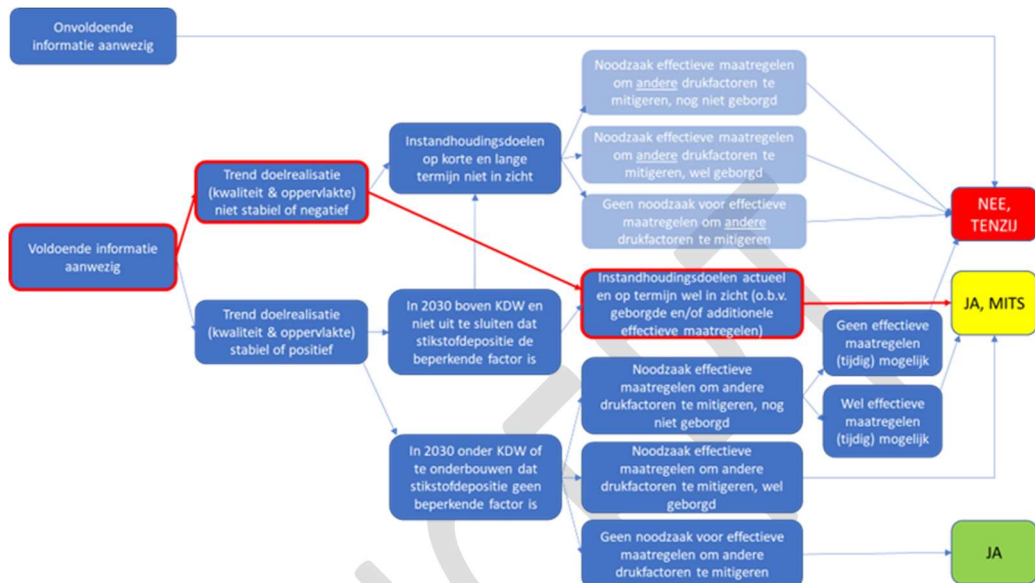 Onvoldoende
informatie aanwezig
Noodzaak effectieve maatregelen
om andere drukfactoren te
mitigeren, nog niet geborgd
Instandhoudingsdoelen
op korte en lange
termijn niet in zicht
Noodzaak effectieve maatregelen
om andere drukfactoren te
mitigeren, wel geborgd
Trend doelrealisatie
(kwaliteit & oppervlakte)
niet stabiel of negatief
Geen noodzaak voor effectieve
maatregelen om andere
drukfactoren te mitigeren
NEE,
TENZIJ
Voldoende informatie
aanwezig
Instandhoudingsdoelen actueel
en op termijn wel in zicht (o.b.v.
geborgde en/of additionele
effectieve maatregelen)
JA, MITS
Trend doelrealisatie
(kwaliteit & oppervlakte)
stabiel of positief
In 2030 boven KDW en
niet uit te sluiten dat
stikstofdepositie de
beperkende factor is
Geen effectieve
maatregelen
(tijdig) mogelijk
Noodzaak effectieve
maatregelen om andere
drukfactoren te mitigeren, nog
niet geborgd
Wel effectieve
maatregelen
(tijdig) mogelijk
In 2030 onder KDW of
te onderbouwen dat
stikstofdepositie geen
beperkende factor is
Noodzaak effectieve
maatregelen om andere
drukfactoren te mitigeren, wel
geborgd
Geen noodzaak voor effectieve
maatregelen om andere
drukfactoren te mitigeren
JA